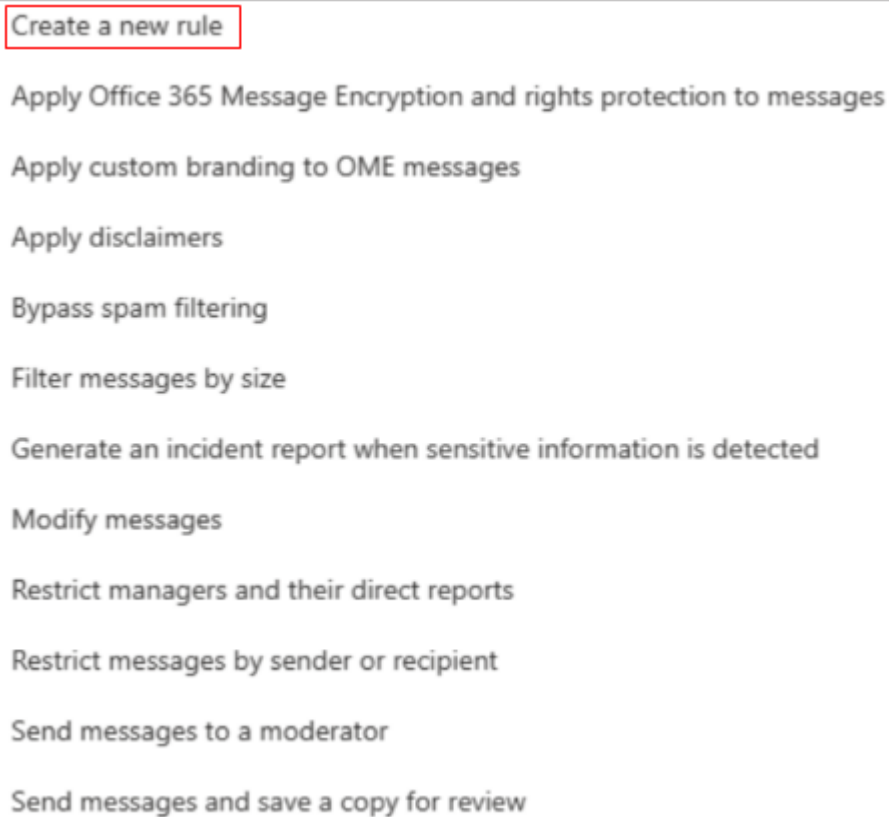 Create a new rule
Apply Office 365 Message Encryption and rights protection to messages
Apply custom branding to OME messages
Apply disclaimers
Bypass spam filtering
Filter messages by size
Generate an incident report when sensitive information is detected
Modify messages
Restrict managers and their direct reports
Restrict messages by sender or recipient
Send messages to a moderator
Send messages and save a copy for review